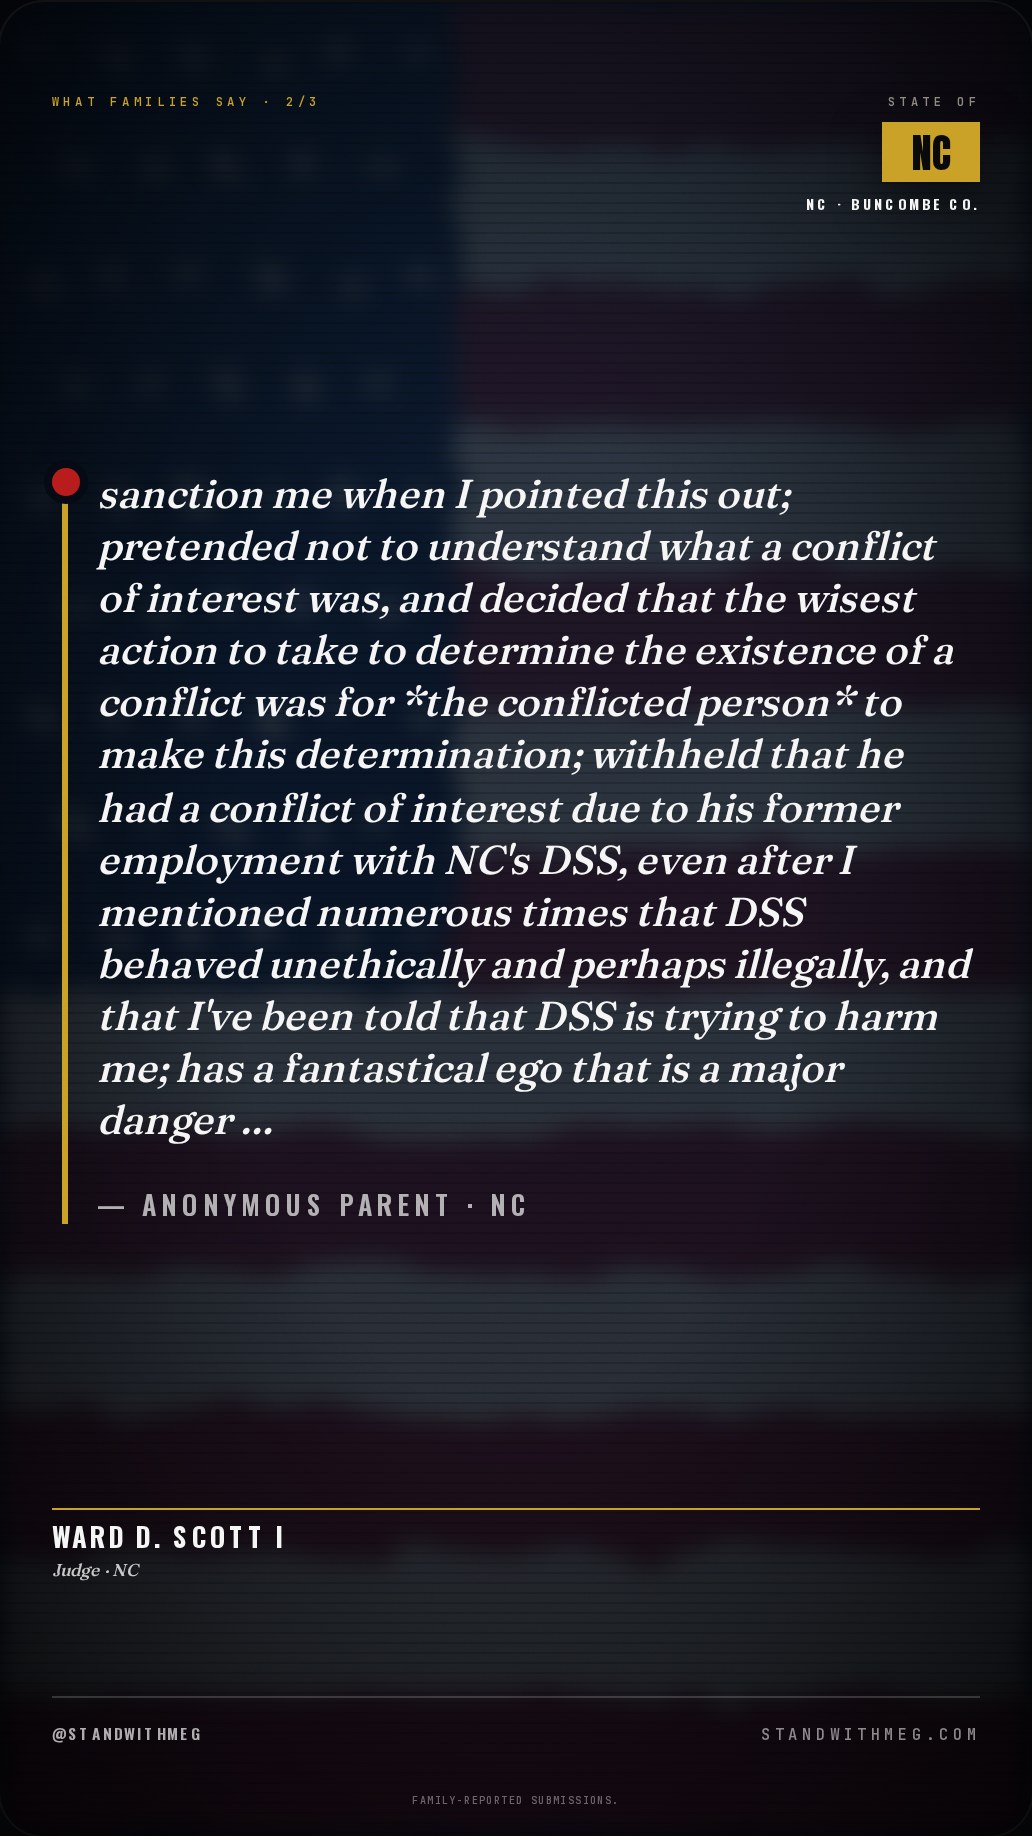 WHAT FAMILIES SAY · 2/3
STATE OF
NC
NC · BUNCOMBE CO.
sanction me when I pointed this out;
pretended not to understand what a conflict
of interest was, and decided that the wisest
action to take to determine the existence of a
conflict was for *the conflicted person* to
make this determination; withheld that he
had a conflict of interest due to his former
employment with NC's DSS, even after I
mentioned numerous times that DSS
behaved unethically and perhaps illegally, and
that I've been told that DSS is trying to harm
me; has a fantastical ego that is a major
danger ...
— ANONYMOUS PARENT · NC
WARD D. SCOTT I
Judge · NC
@STANDWITHMEG
STANDWITHMEG.COM
FAMILY-REPORTED SUBMISSIONS.